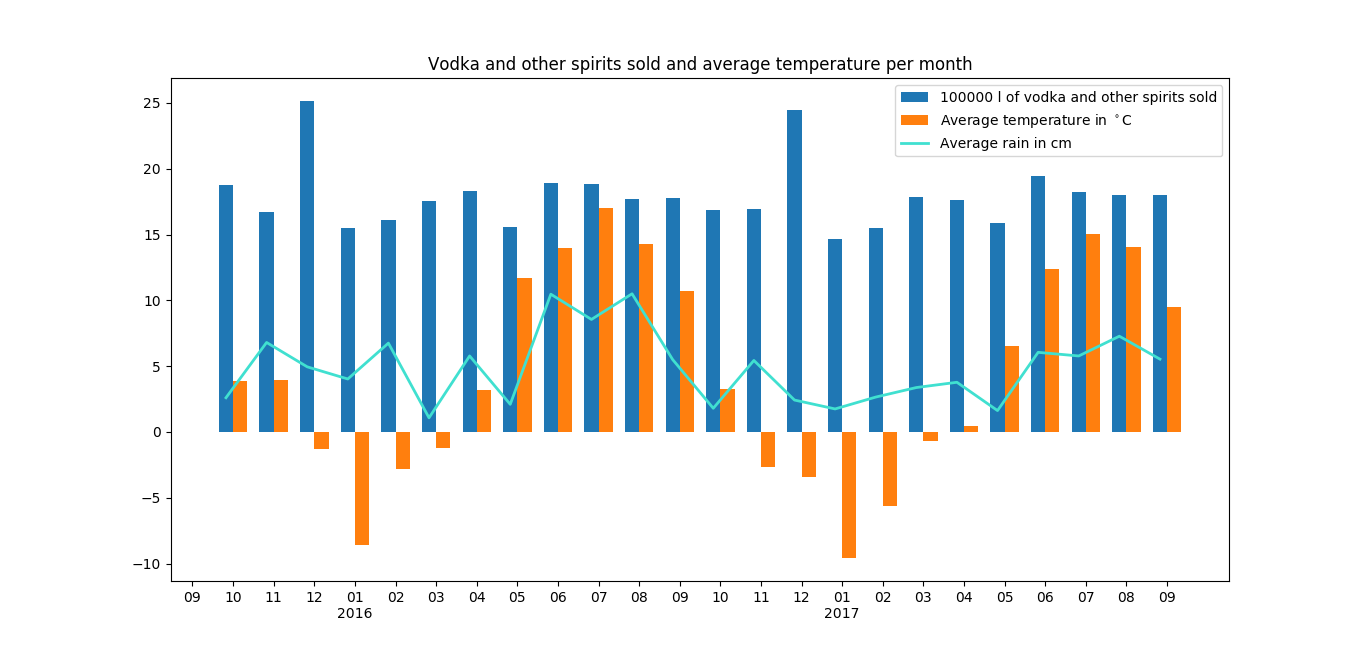 Vodka and other spirits sold and average temperature per month
100000 l of vodka and other spirits sold
Average temperature in °C
Average rain in cm
25
20
15
10
5
0
−5
−10
09 10 11 12 01 02 03 04 05 06 07 08 09 10 11 12 01 02 03 04 05 06 07 08 09
2016 2017